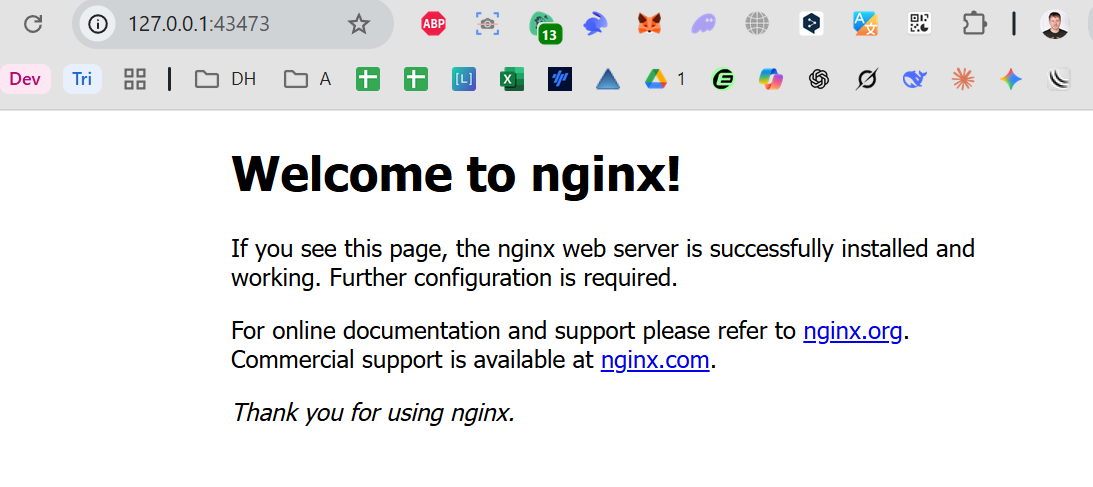 127.0.0.1:43473
ABP
13
Dev
Tri
DH
A
[L]
1
Welcome to nginx!
If you see this page, the nginx web server is successfully installed and
working. Further configuration is required.
For online documentation and support please refer to nginx.org.
Commercial support is available at nginx.com.
Thank you for using nginx.